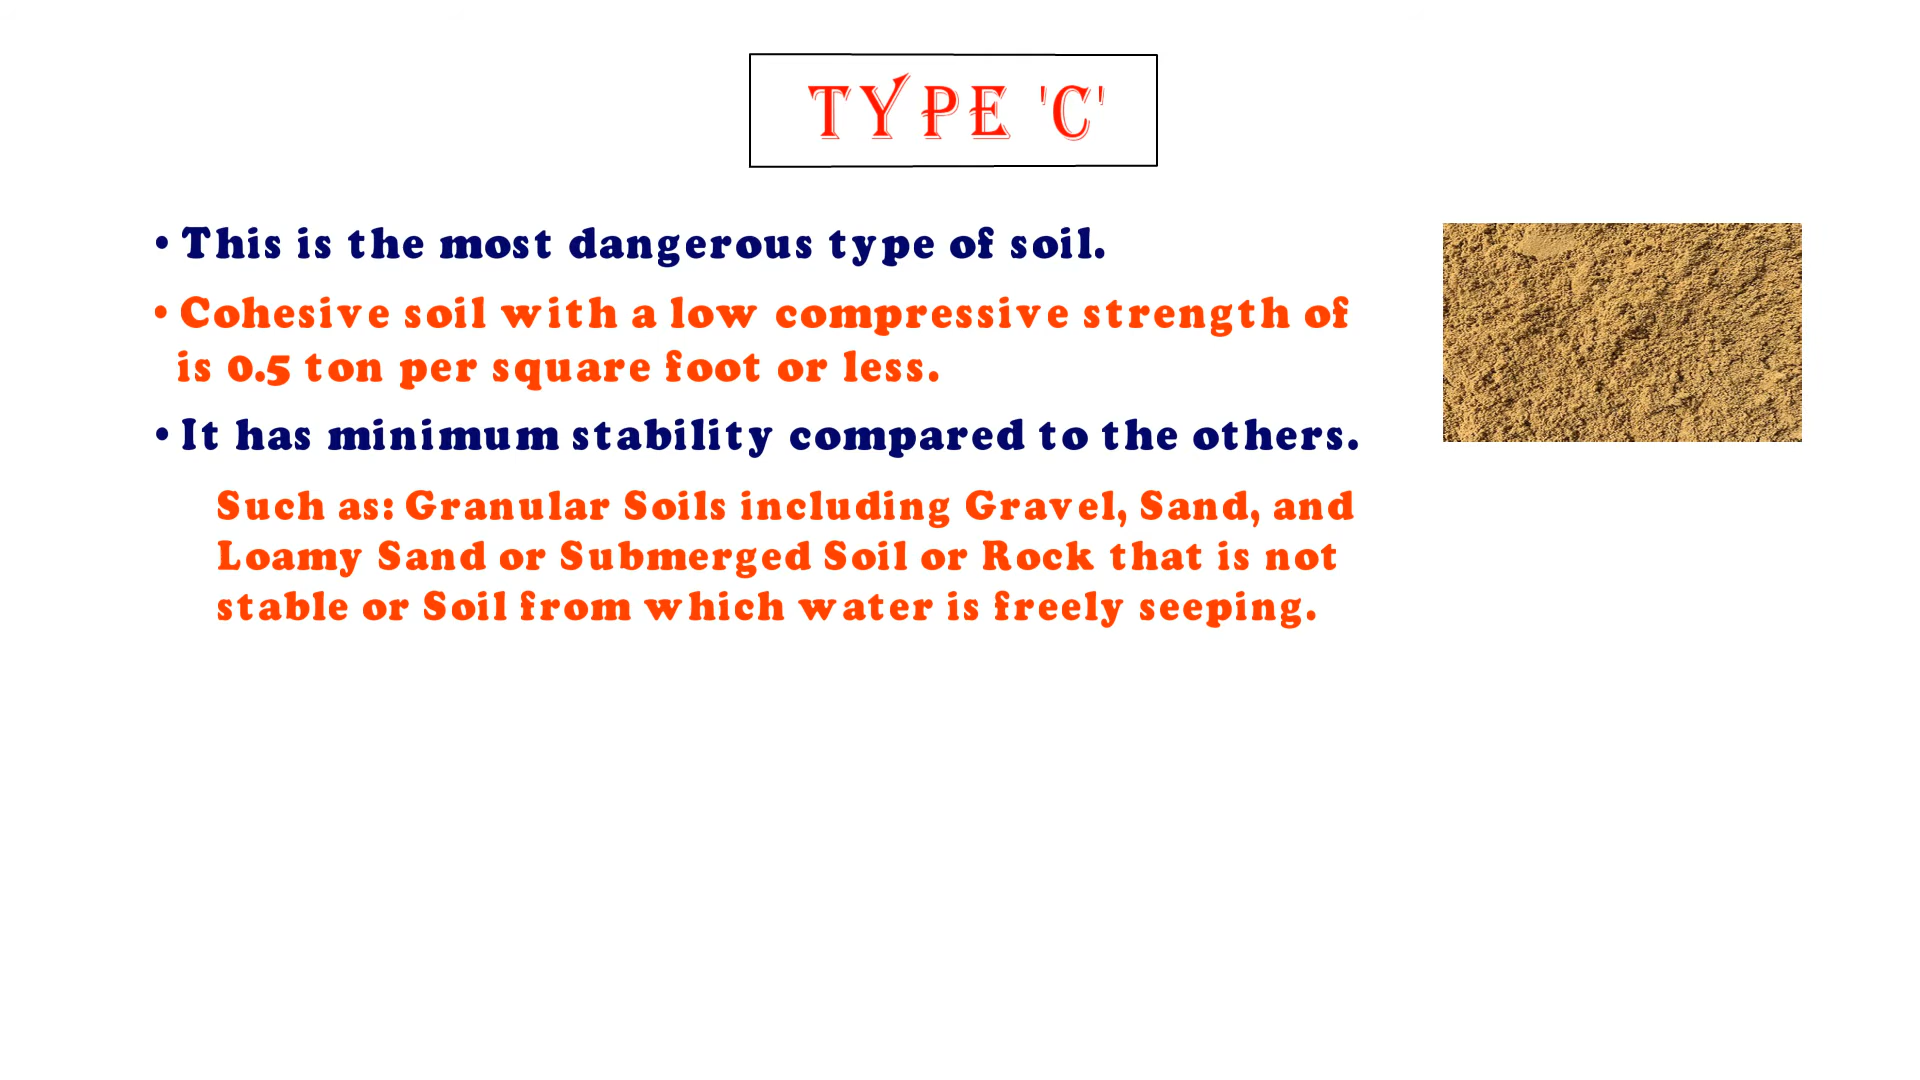 TYPE 'C'
• This is the most dangerous type of soil.
• Cohesive soil with a low compressive strength of
is 0.5 ton per square foot or less.
• It has minimum stability compared to the others.
Such as: Granular Soils including Gravel, Sand, and
Loamy Sand or Submerged Soil or Rock that is not
stable or Soil from which water is freely seeping.